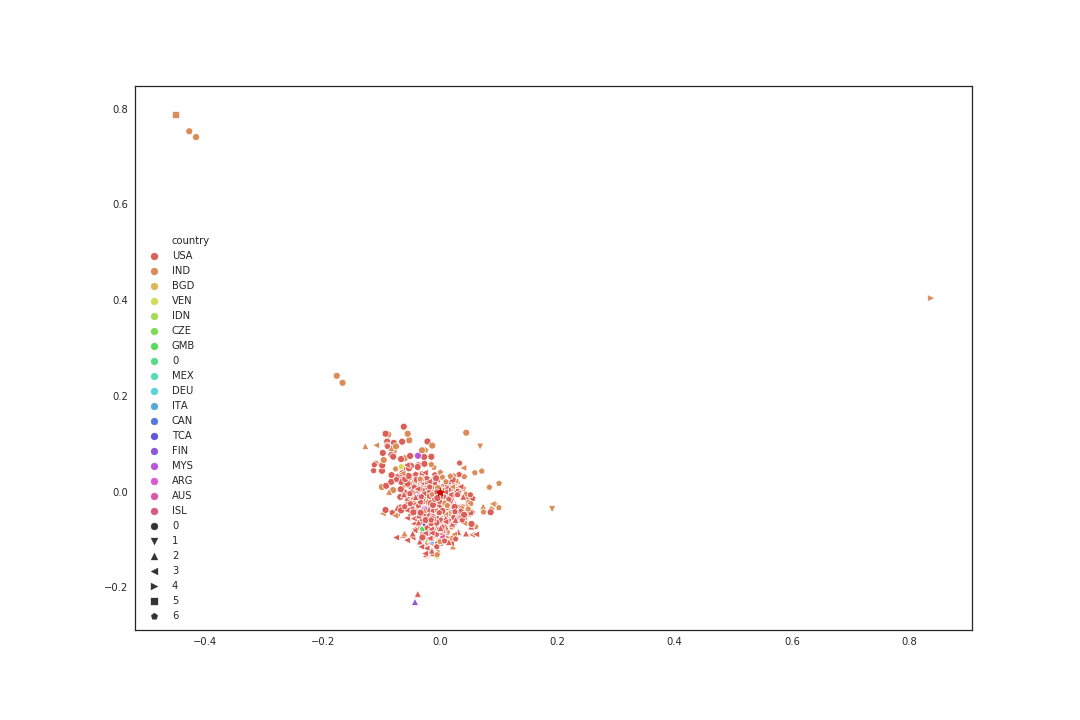 0.8
0.6
0.4
0.2
0.0
−0.2
country
USA
IND
BGD
VEN
IDN
CZE
GMB
0
MEX
DEU
ITA
CAN
TCA
FIN
MYS
ARG
AUS
ISL
0
1
2
3
4
5
6
−0.4 −0.2 0.0 0.2 0.4 0.6 0.8